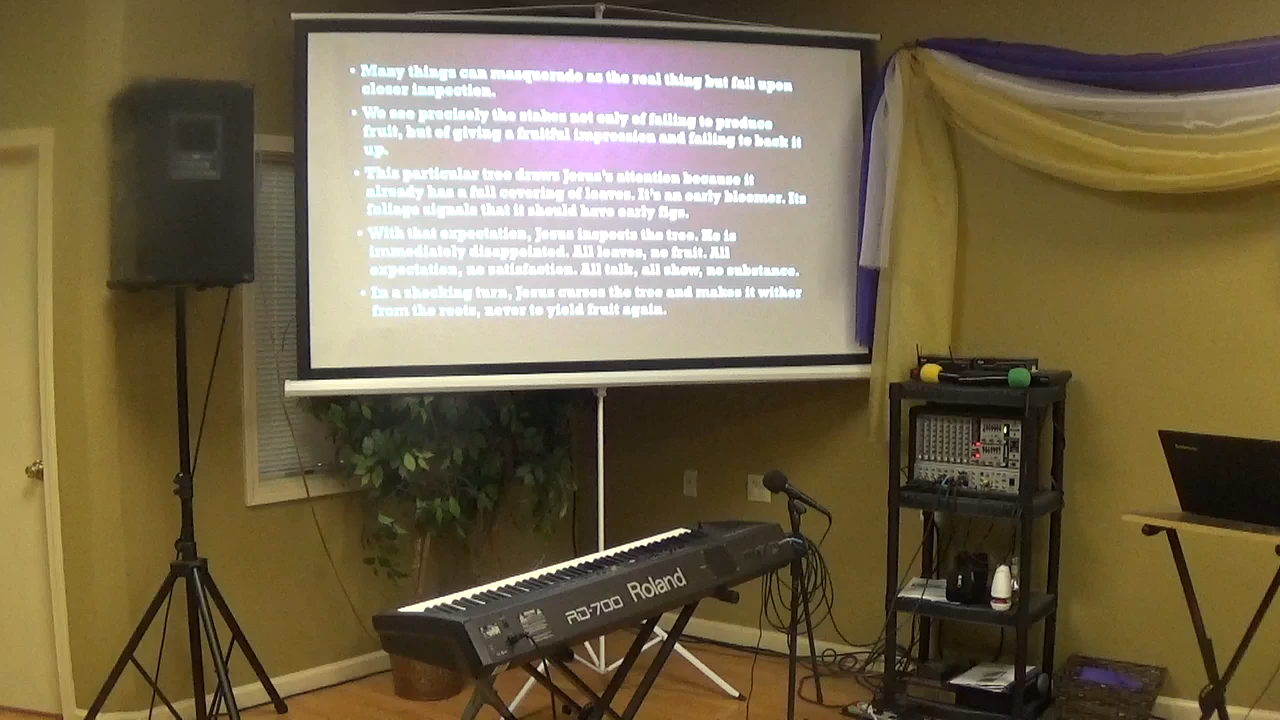 • Many things can masquerade as the real thing but fail upon
closer inspection.
• We see precisely the stakes not only of failing to produce
fruit, but of giving a fruitful impression and failing to back it
up.
• This particular tree draws Jesus's attention because it
already has a full covering of leaves. It's an early bloomer. Its
foliage signals that it should have early figs.
• With that expectation, Jesus inspects the tree. He is
immediately disappointed. All leaves, no fruit. All
expectation, no satisfaction. All talk, all show, no substance.
• In a shocking turn, Jesus curses the tree and makes it wither
from the roots, never to yield fruit again.
RD-700 Roland